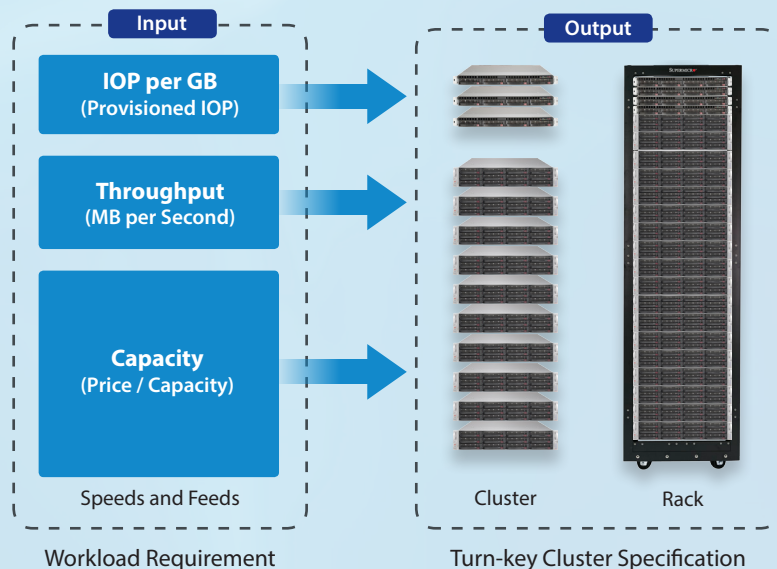 Input
Output
IOP per GB
(Provisioned IOP)
Throughput
(MB per Second)
Capacity
(Price / Capacity)
Speeds and Feeds
Cluster
Rack
SUPERMICRO
Workload Requirement
Turn-key Cluster Specification